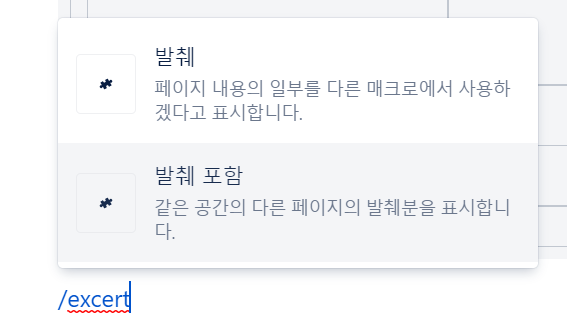 발췌
페이지 내용의 일부를 다른 매크로에서 사용하
겠다고 표시합니다.
발췌 포함
같은 공간의 다른 페이지의 발췌분을 표시합니
다.
/excert